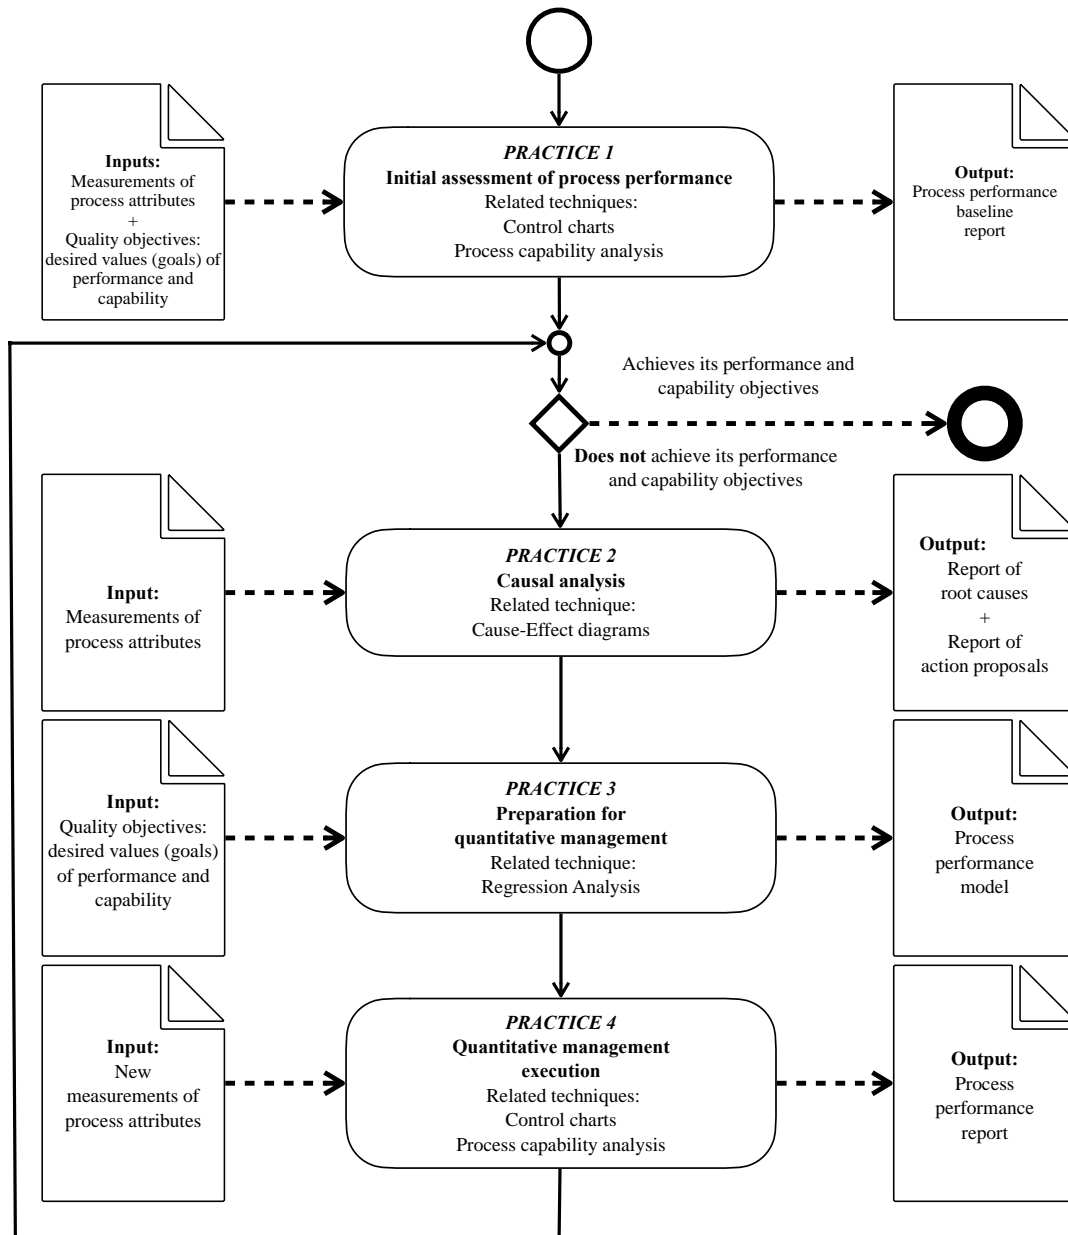 Inputs:
Measurements of
process attributes
+
Quality objectives:
desired values (goals) of
performance and
capability
PRACTICE 1
Initial assessment of process performance
Related techniques:
Control charts
Process capability analysis
Output:
Process performance
baseline
report
Achieves its performance and
capability objectives
Does not achieve its performance
and capability objectives
Input:
Measurements of
process attributes
PRACTICE 2
Causal analysis
Related technique:
Cause-Effect diagrams
Output:
Report of
root causes
+
Report of
action proposals
Input:
Quality objectives:
desired values (goals)
of performance and
capability
PRACTICE 3
Preparation for
quantitative management
Related technique:
Regression Analysis
Output:
Process
performance
model
Input:
New
measurements of
process attributes
PRACTICE 4
Quantitative management
execution
Related techniques:
Control charts
Process capability analysis
Output:
Process
performance
report